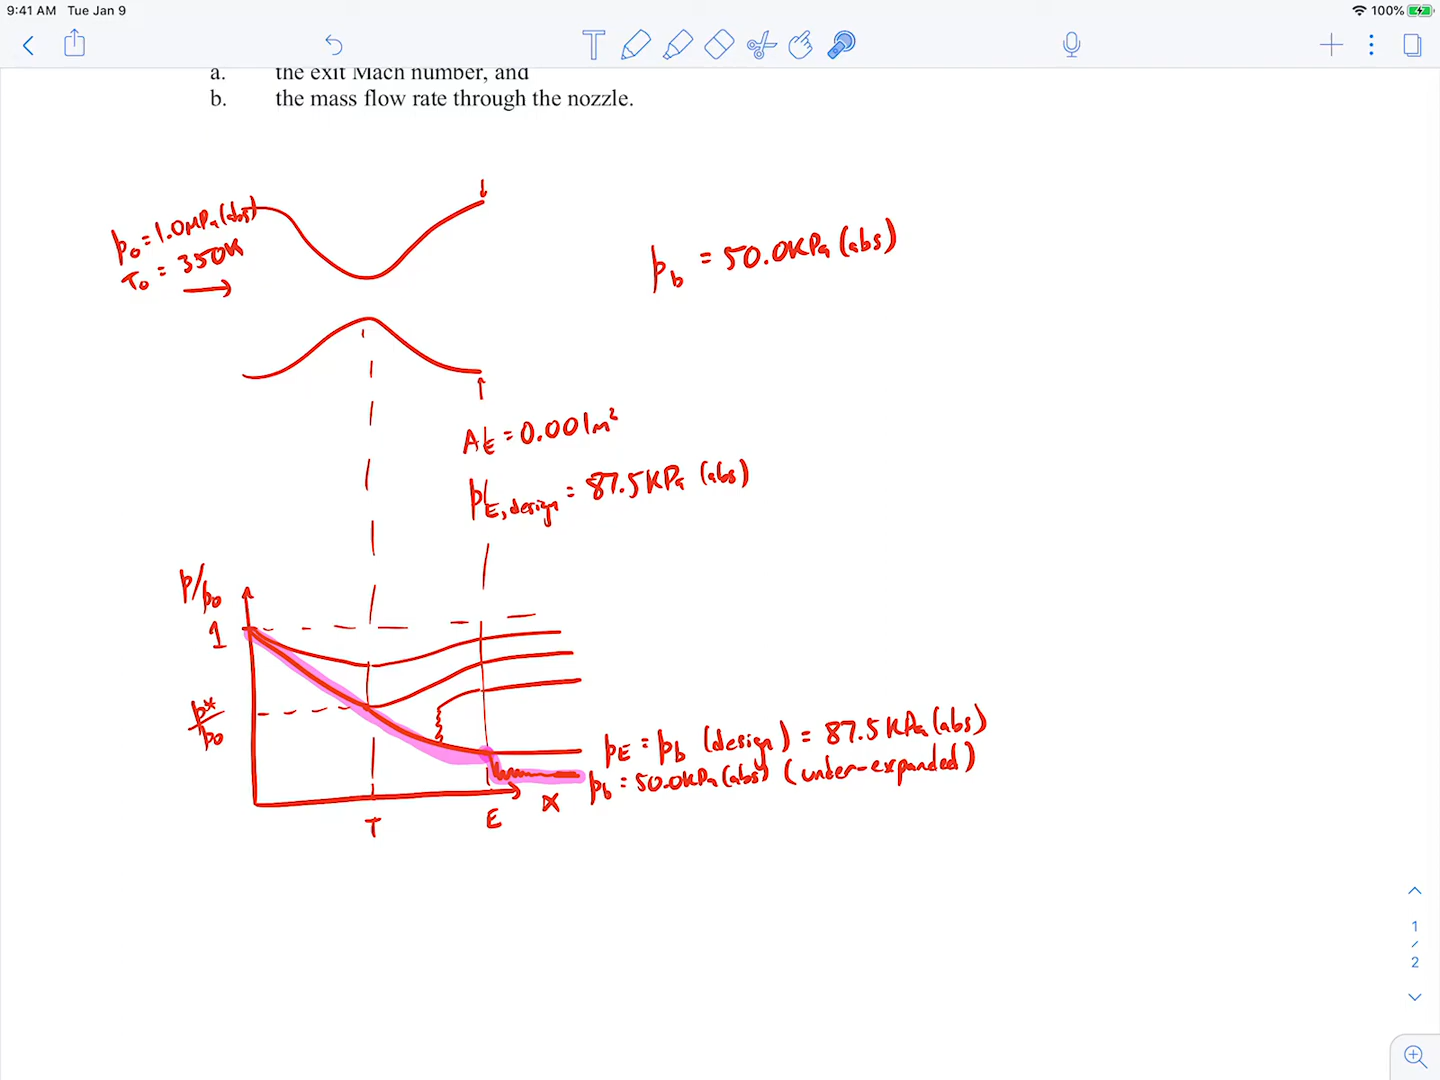 9:41 AM Tue Jan 9
100%
T
a. the exit Mach number, and
b. the mass flow rate through the nozzle.
p₀ = 1.0MPa (abs)
T₀ = 350K
p_b = 50.0kPa (abs)
A_E = 0.001m²
p_E,design = 87.5kPa (abs)
p/p₀
1
p*/p₀
p_E = p_b (design) = 87.5kPa (abs)
p_b = 50.0kPa (abs) (under-expanded)
T
E
x
1
/
2